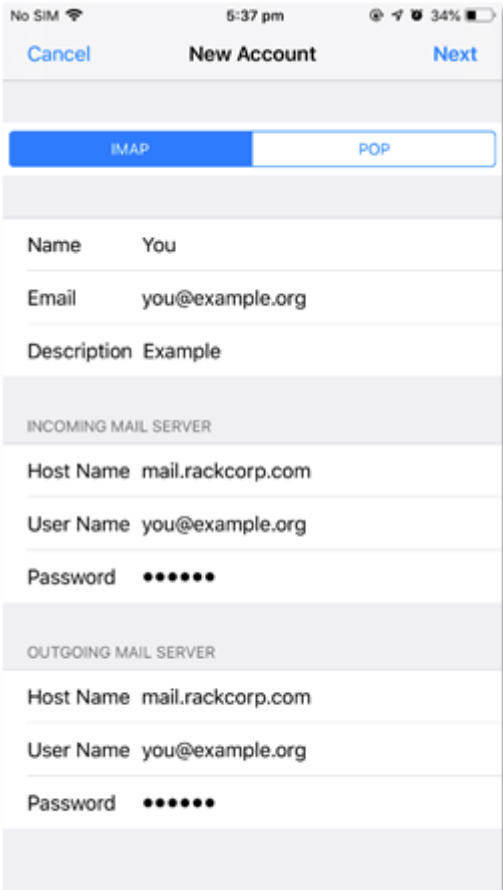 No SIM 5:37 pm 34%
Cancel New Account Next
IMAP POP
Name You
Email you@example.org
Description Example
INCOMING MAIL SERVER
Host Name mail.rackcorp.com
User Name you@example.org
Password ●●●●●●
OUTGOING MAIL SERVER
Host Name mail.rackcorp.com
User Name you@example.org
Password ●●●●●●